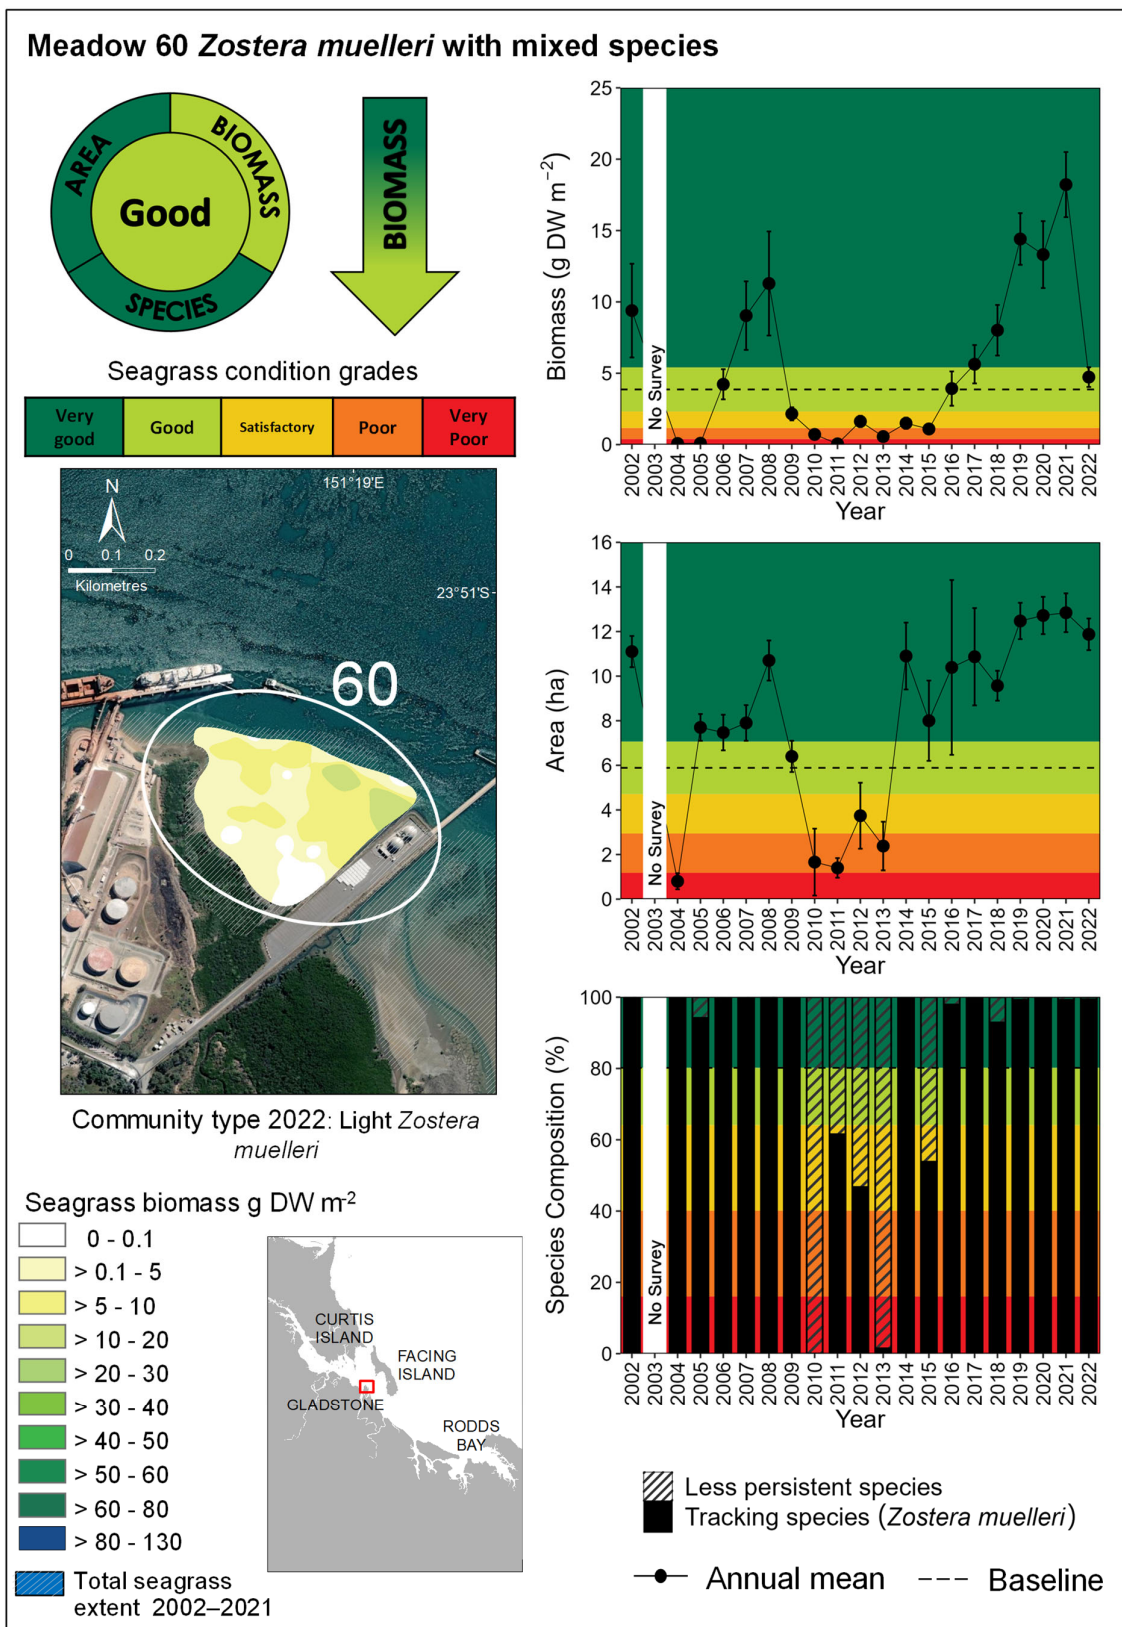 Meadow 60 Zostera muelleri with mixed species
AREA
BIOMASS
SPECIES
Good
BIOMASS
Seagrass condition grades
Very good
Good
Satisfactory
Poor
Very Poor
151°19'E
N
0 0.1 0.2
Kilometres
23°51'S
60
Community type 2022: Light Zostera
muelleri
Seagrass biomass g DW m-2
0 - 0.1
> 0.1 - 5
> 5 - 10
> 10 - 20
> 20 - 30
> 30 - 40
> 40 - 50
> 50 - 60
> 60 - 80
> 80 - 130
Total seagrass
extent 2002–2021
CURTIS
ISLAND
FACING
ISLAND
GLADSTONE
RODDS
BAY
Biomass (g DW m−2)
25
20
15
10
5
0
No Survey
2002 2003 2004 2005 2006 2007 2008 2009 2010 2011 2012 2013 2014 2015 2016 2017 2018 2019 2020 2021 2022
Year
Area (ha)
16
14
12
10
8
6
4
2
0
No Survey
2002 2003 2004 2005 2006 2007 2008 2009 2010 2011 2012 2013 2014 2015 2016 2017 2018 2019 2020 2021 2022
Year
Species Composition (%)
100
80
60
40
20
0
No Survey
2002 2003 2004 2005 2006 2007 2008 2009 2010 2011 2012 2013 2014 2015 2016 2017 2018 2019 2020 2021 2022
Year
Less persistent species
Tracking species (Zostera muelleri)
Annual mean
Baseline